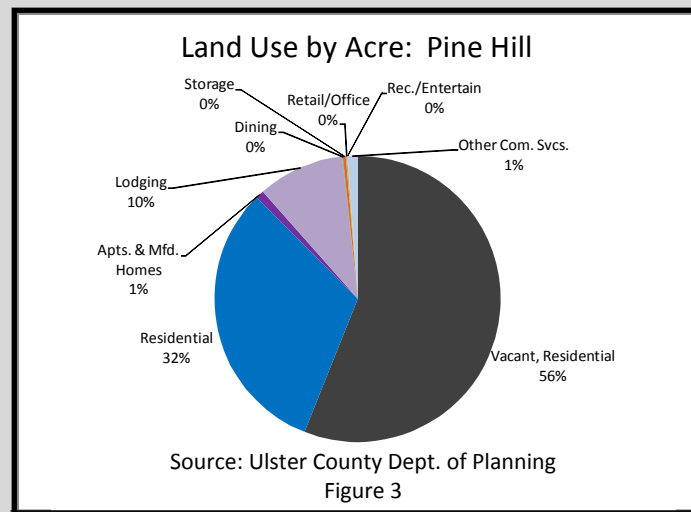 Land Use by Acre:  Pine Hill
Storage
0%
Retail/Office
0%
Rec./Entertain
0%
Dining
0%
Other Com. Svcs.
1%
Lodging
10%
Apts. & Mfd.
Homes
1%
Residential
32%
Vacant, Residential
56%
Source: Ulster County Dept. of Planning
Figure 3